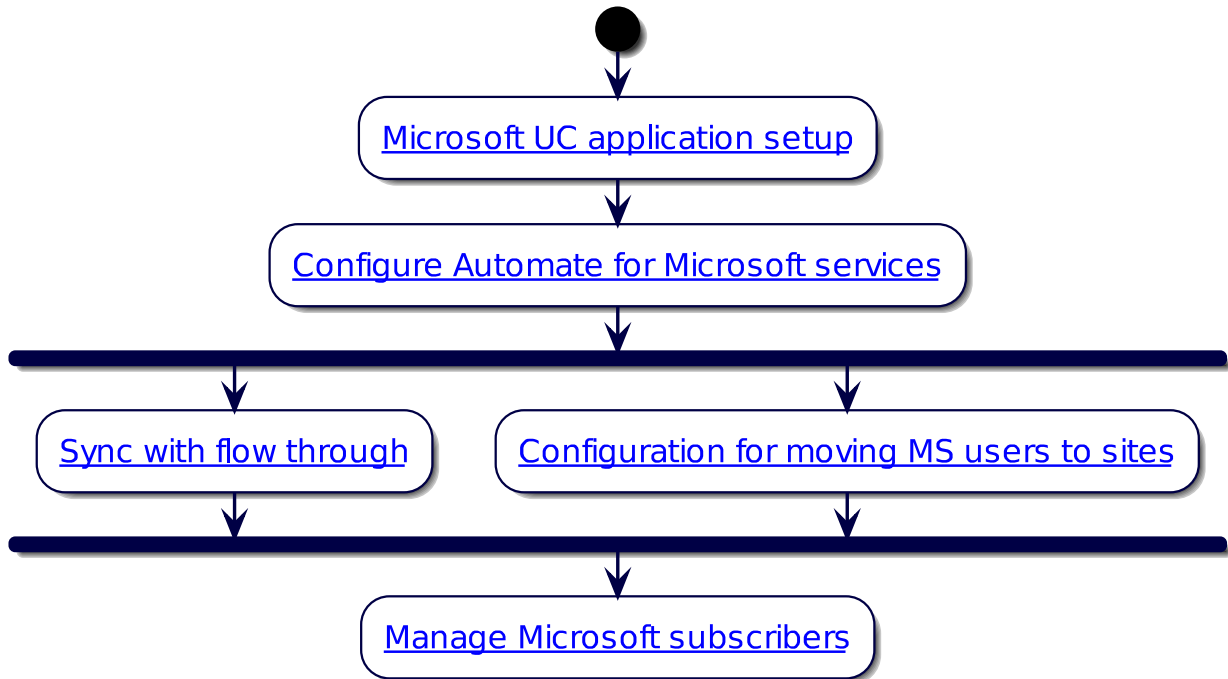 Microsoft UC application setup
Configure Automate for Microsoft services
Sync with flow through
Configuration for moving MS users to sites
Manage Microsoft subscribers